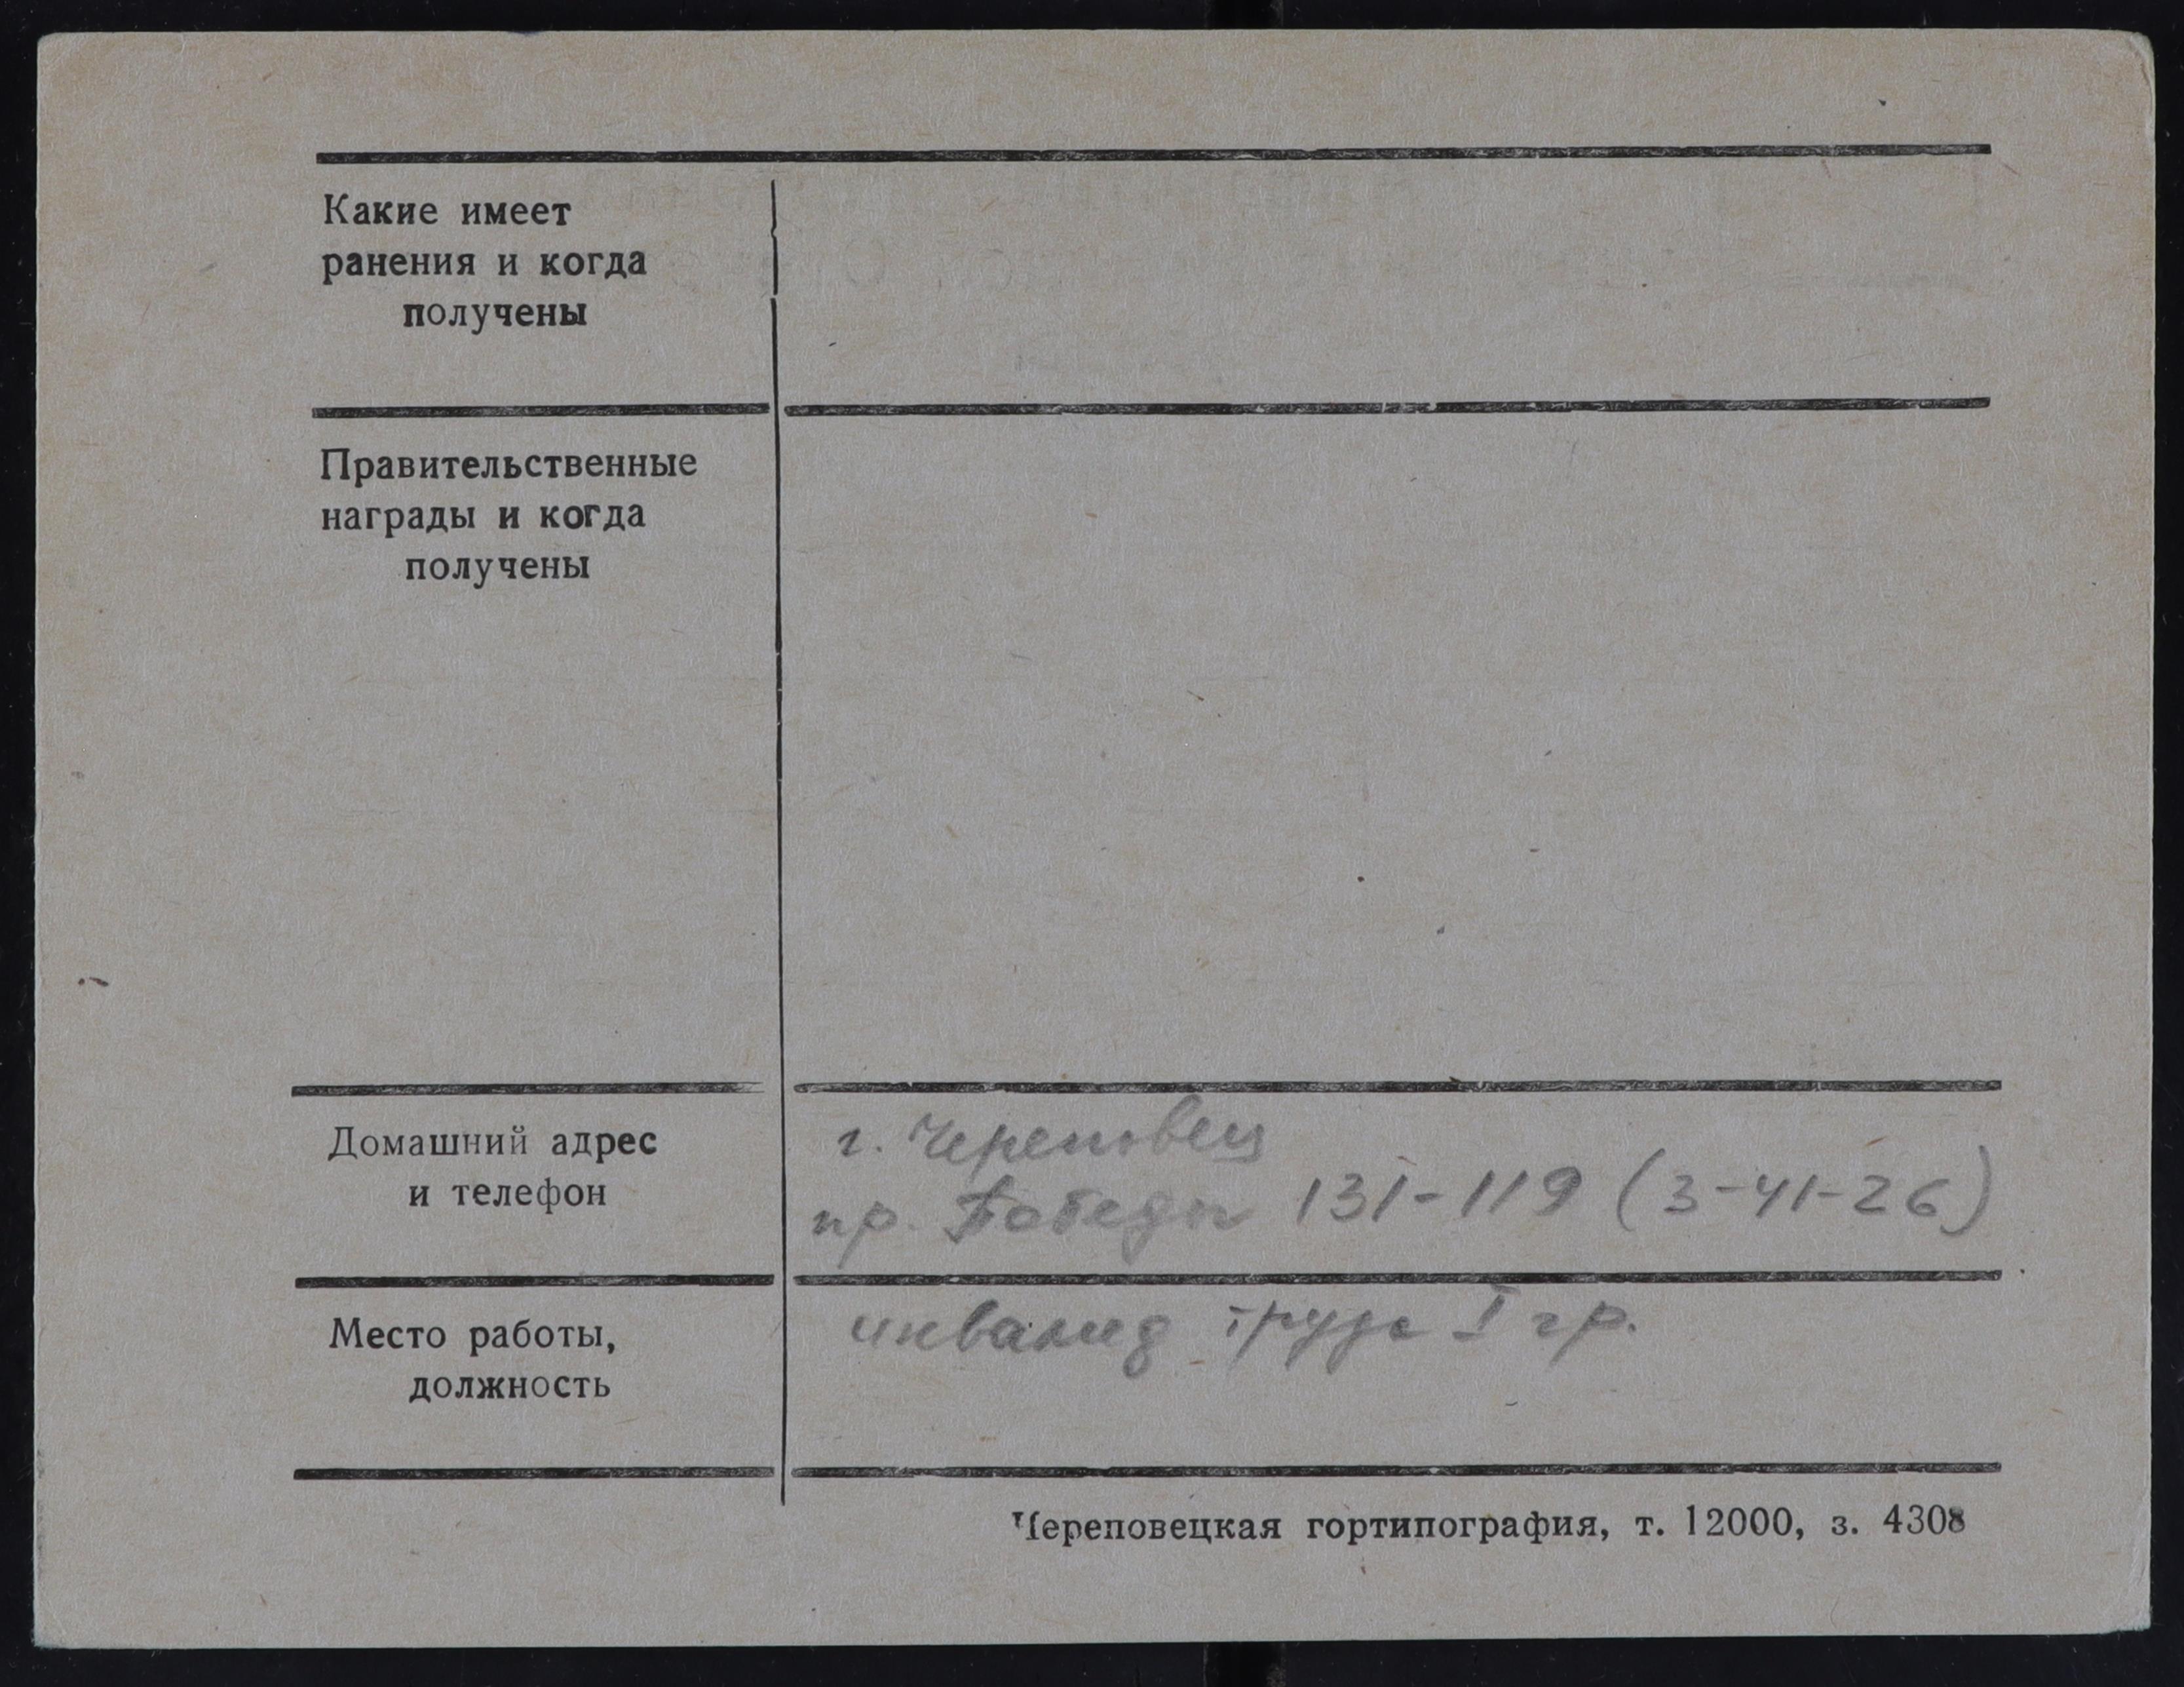 Какие имеет
ранения и когда
получены
Правительственные
награды и когда
получены
Домашний адрес
и телефон
г. Череповец
пр. Победы 131-119 (3-41-26)
Место работы,
должность
инвалид труда I гр.
Череповецкая гортипография, т. 12000, з. 4308